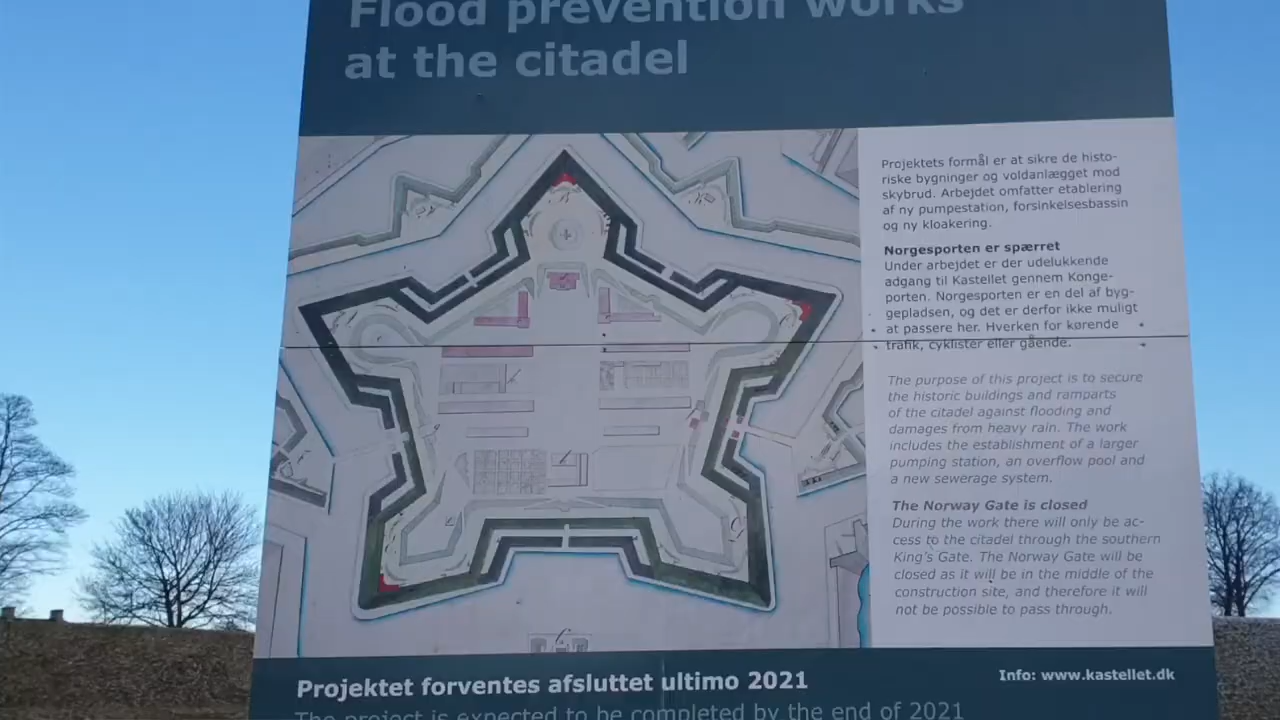 Flood prevention works
at the citadel
Projektets formål er at sikre de histo-
riske bygninger og voldanlægget mod
skybrud. Arbejdet omfatter etablering
af ny pumpestation, forsinkelsesbassin
og ny kloakering.
Norgesporten er spærret
Under arbejdet er der udelukkende
adgang til Kastellet gennem Konge-
porten. Norgesporten er en del af byg-
gepladsen, og det er derfor ikke muligt
at passere her. Hverken for kørende
trafik, cyklister eller gående.
The purpose of this project is to secure
the historic buildings and ramparts
of the citadel against flooding and
damages from heavy rain. The work
includes the establishment of a larger
pumping station, an overflow pool and
a new sewerage system.
The Norway Gate is closed
During the work there will only be ac-
cess to the citadel through the southern
King's Gate. The Norway Gate will be
closed as it will be in the middle of the
construction site, and therefore it will
not be possible to pass through.
Projektet forventes afsluttet ultimo 2021
Info: www.kastellet.dk
The project is expected to be completed by the end of 2021